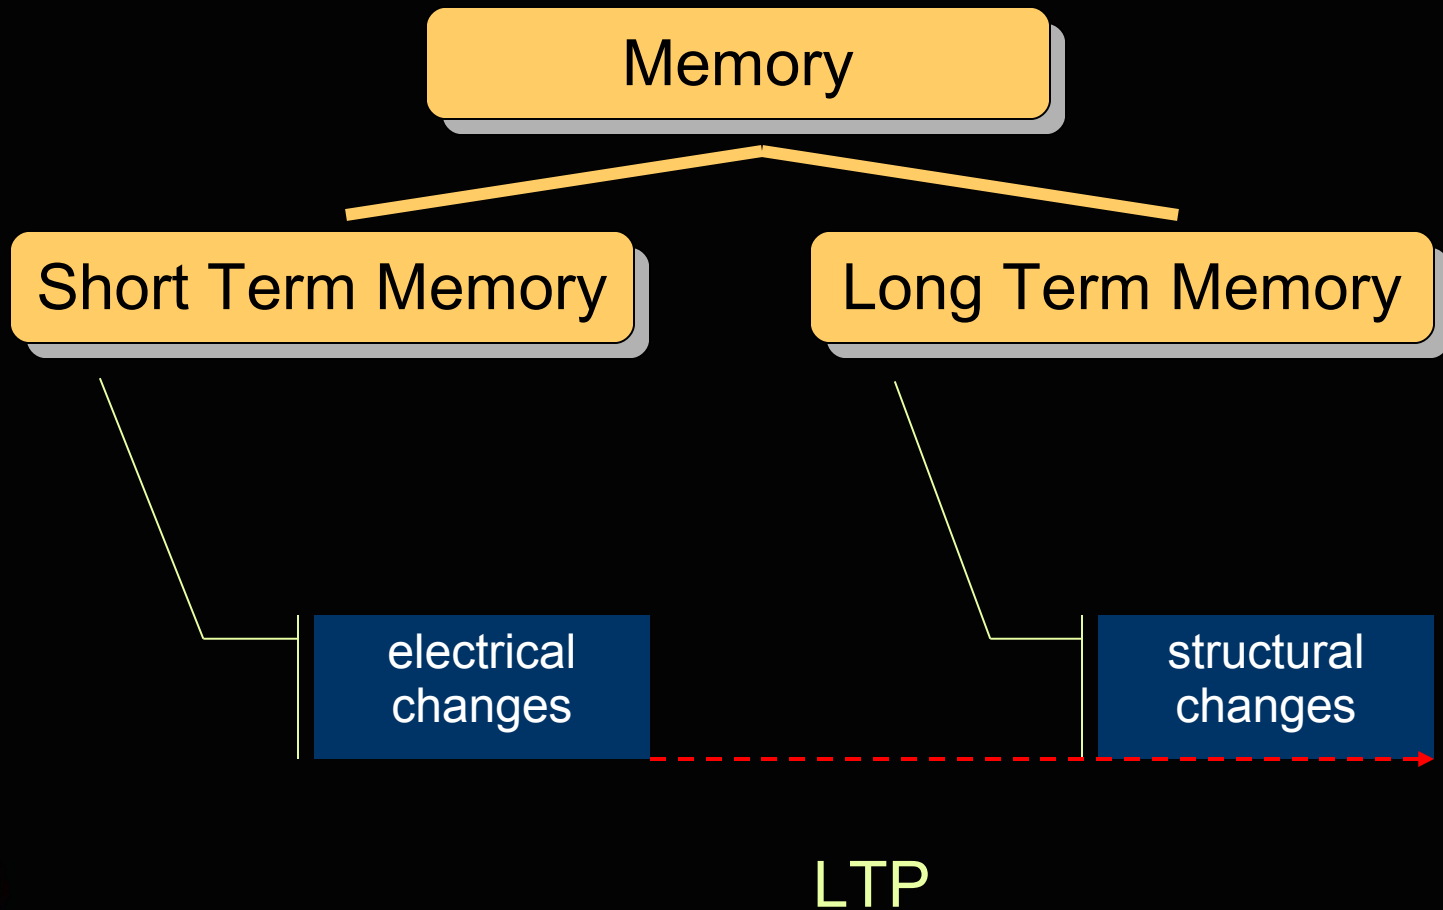 Memory
Short Term Memory
Long Term Memory
electrical
changes
structural
changes
LTP